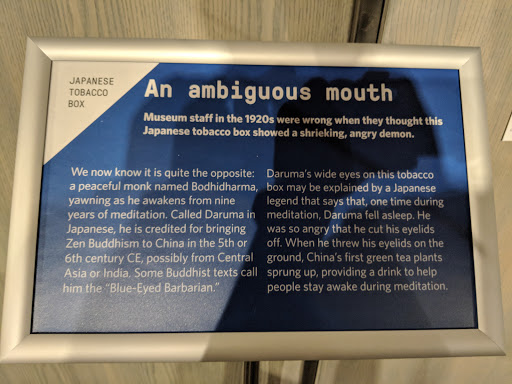 JAPANESE
TOBACCO
BOX
An ambiguous mouth
Museum staff in the 1920s were wrong when they thought this
Japanese tobacco box showed a shrieking, angry demon.
We now know it is quite the opposite:
a peaceful monk named Bodhidharma,
yawning as he awakens from nine
years of meditation. Called Daruma in
Japanese, he is credited for bringing
Zen Buddhism to China in the 5th or
6th century CE, possibly from Central
Asia or India. Some Buddhist texts call
him the “Blue-Eyed Barbarian.”
Daruma’s wide eyes on this tobacco
box may be explained by a Japanese
legend that says that, one time during
meditation, Daruma fell asleep. He
was so angry that he cut his eyelids
off. When he threw his eyelids on the
ground, China’s first green tea plants
sprung up, providing a drink to help
people stay awake during meditation.